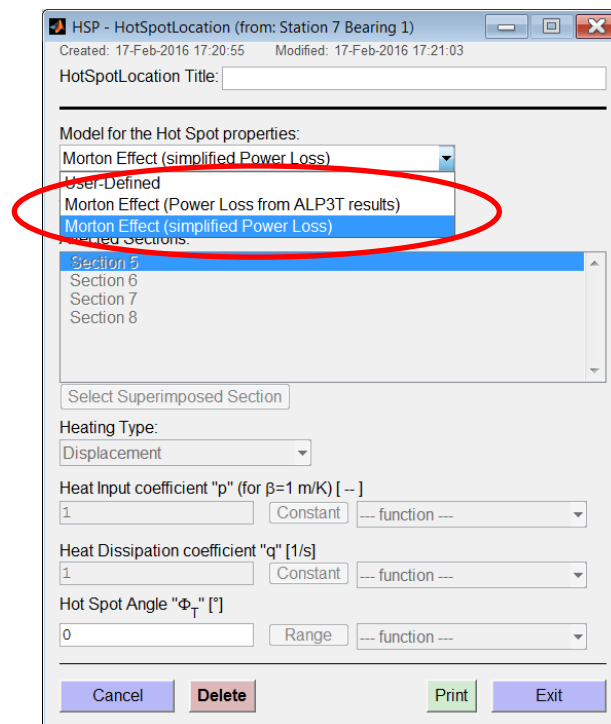 HSP - HotSpotLocation (from: Station 7 Bearing 1)
Created: 17-Feb-2016 17:20:55 Modified: 17-Feb-2016 17:21:03
HotSpotLocation Title:
Model for the Hot Spot properties:
Morton Effect (simplified Power Loss)
User-Defined
Morton Effect (Power Loss from ALP3T results)
Morton Effect (simplified Power Loss)
Affected Sections:
Section 5
Section 6
Section 7
Section 8
Select Superimposed Section
Heating Type:
Displacement
Heat Input coefficient "p" (for β=1 m/K) [ -- ]
1 Constant --- function ---
Heat Dissipation coefficient "q" [1/s]
1 Constant --- function ---
Hot Spot Angle "Φ_T" [°]
0 Range --- function ---
Cancel Delete Print Exit